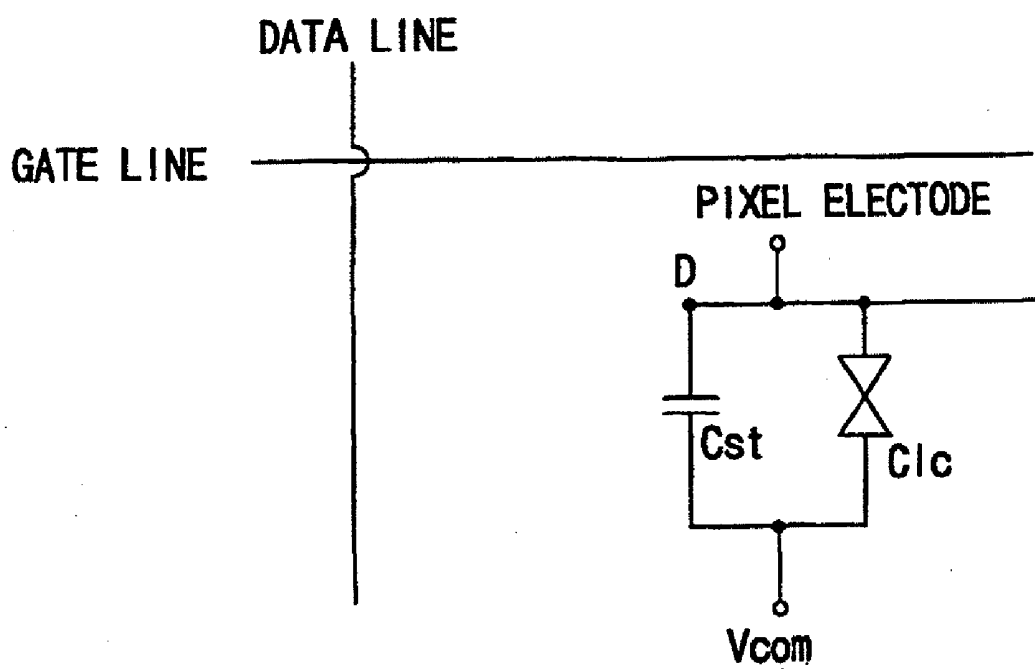 DATA LINE
GATE LINE
PIXEL ELECTODE
D
Cst
Clc
Vcom